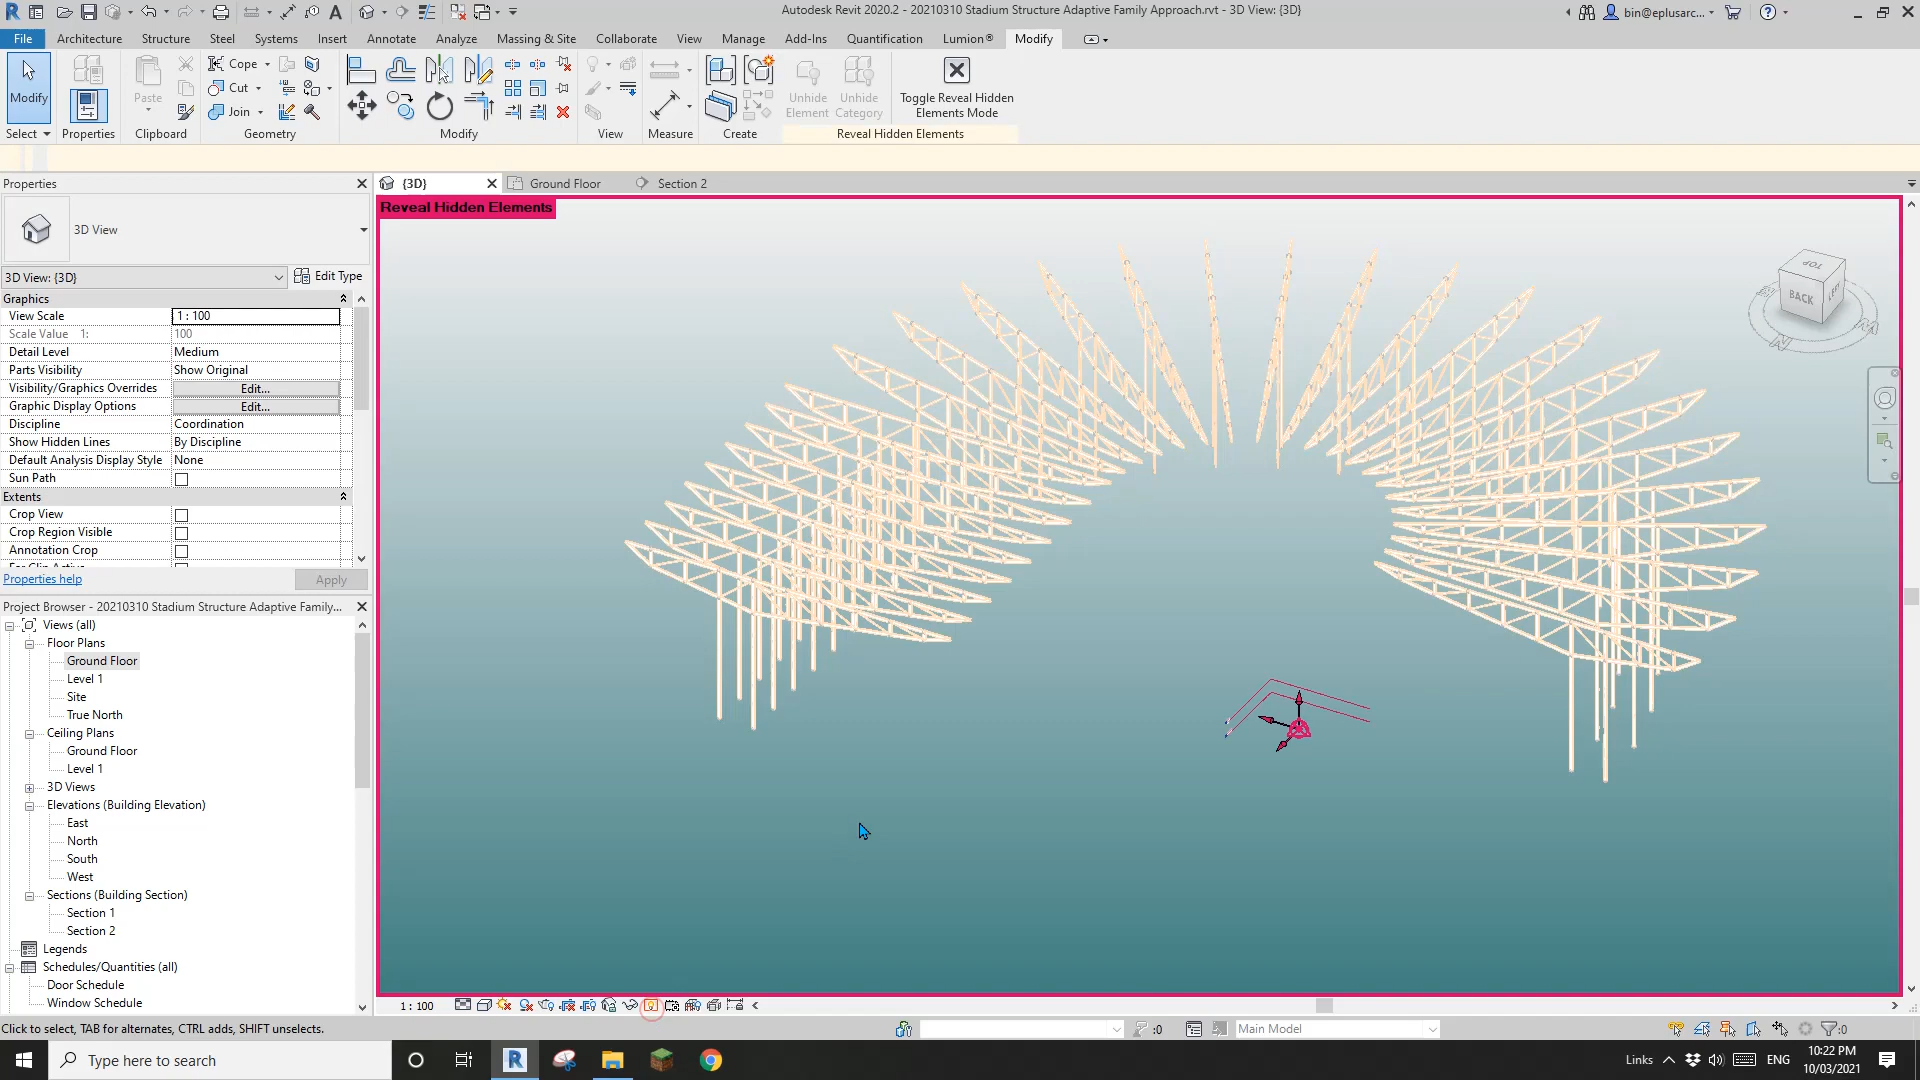 Autodesk Revit 2020.2 - 20210310 Stadium Structure Adaptive Family Approach.rvt - 3D View: {3D}
bin@eplusarc...
File Architecture Structure Steel Systems Insert Annotate Analyze Massing & Site Collaborate View Manage Add-Ins Quantification Lumion® Modify
Modify
Paste
Cope
Cut
Join
Unhide Element
Unhide Category
Toggle Reveal Hidden
Elements Mode
Select Properties Clipboard Geometry Modify View Measure Create Reveal Hidden Elements
Properties
{3D} Ground Floor Section 2
Reveal Hidden Elements
3D View
3D View: {3D} Edit Type
Graphics
View Scale 1 : 100
Scale Value 1: 100
Detail Level Medium
Parts Visibility Show Original
Visibility/Graphics Overrides Edit...
Graphic Display Options Edit...
Discipline Coordination
Show Hidden Lines By Discipline
Default Analysis Display Style None
Sun Path
Extents
Crop View
Crop Region Visible
Annotation Crop
Properties help Apply
TOP
BACK
LEFT
Project Browser - 20210310 Stadium Structure Adaptive Family...
Views (all)
Floor Plans
Ground Floor
Level 1
Site
True North
Ceiling Plans
Ground Floor
Level 1
3D Views
Elevations (Building Elevation)
East
North
South
West
Sections (Building Section)
Section 1
Section 2
Legends
Schedules/Quantities (all)
Door Schedule
Window Schedule
1 : 100
Click to select, TAB for alternates, CTRL adds, SHIFT unselects.
:0
Main Model
:0
Type here to search
Links
ENG
10:22 PM
10/03/2021